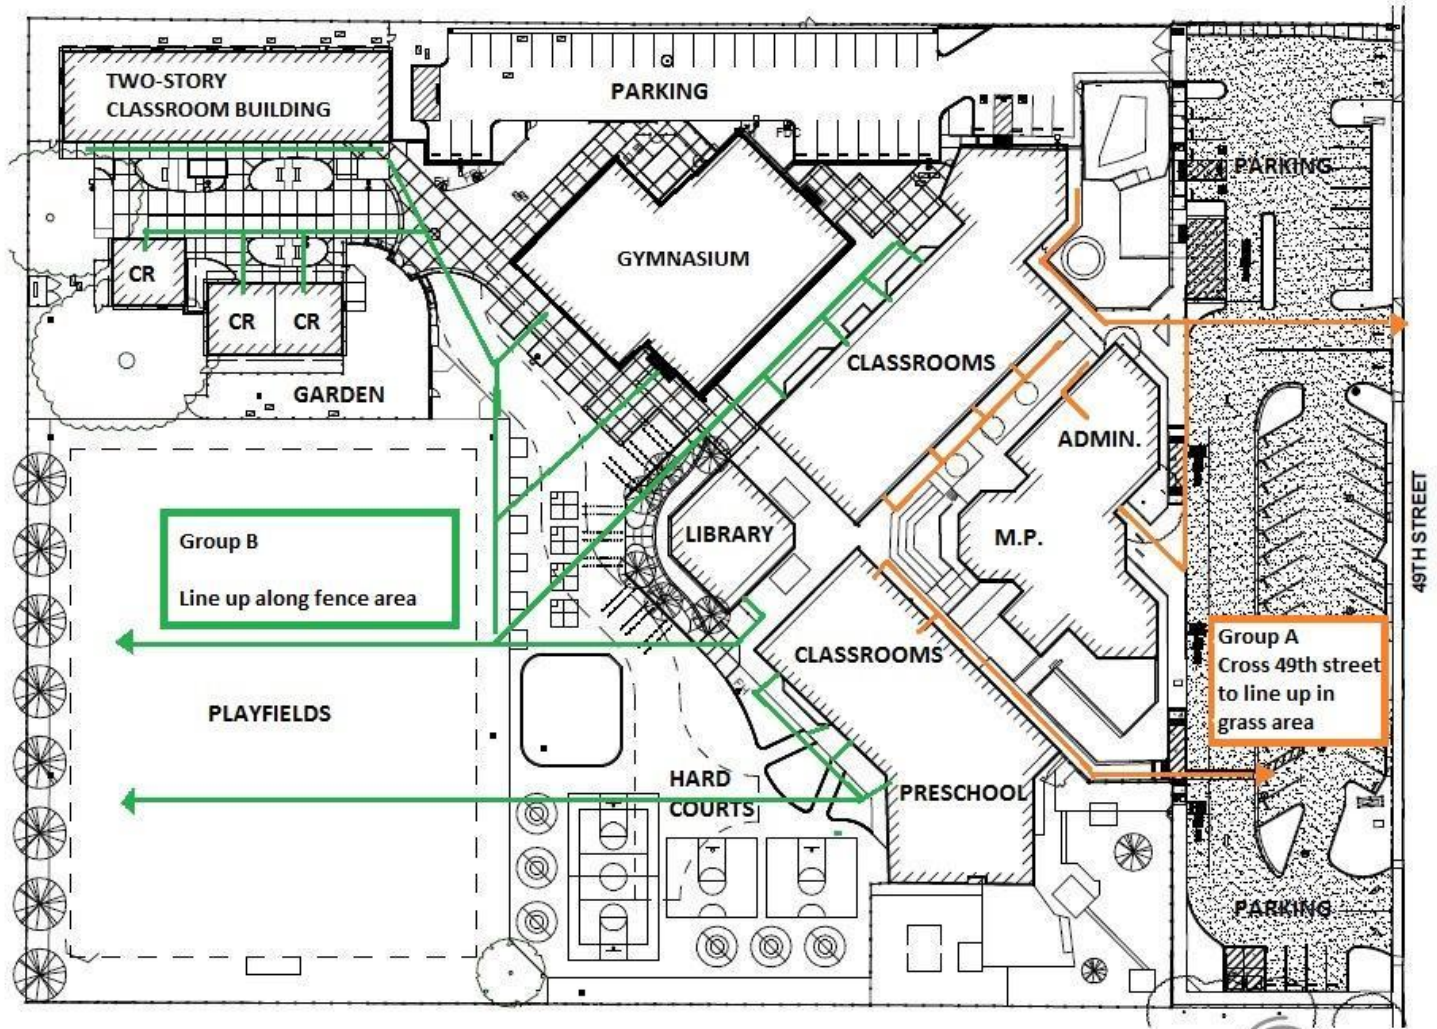 TWO-STORY
CLASSROOM BUILDING
PARKING
FDC
PARKING
GYMNASIUM
CR
CR
CR
GARDEN
CLASSROOMS
ADMIN.
LIBRARY
M.P.
49TH STREET
Group B
Line up along fence area
Group A
Cross 49th street
to line up in
grass area
CLASSROOMS
PLAYFIELDS
HARD
COURTS
PRESCHOOL
PARKING